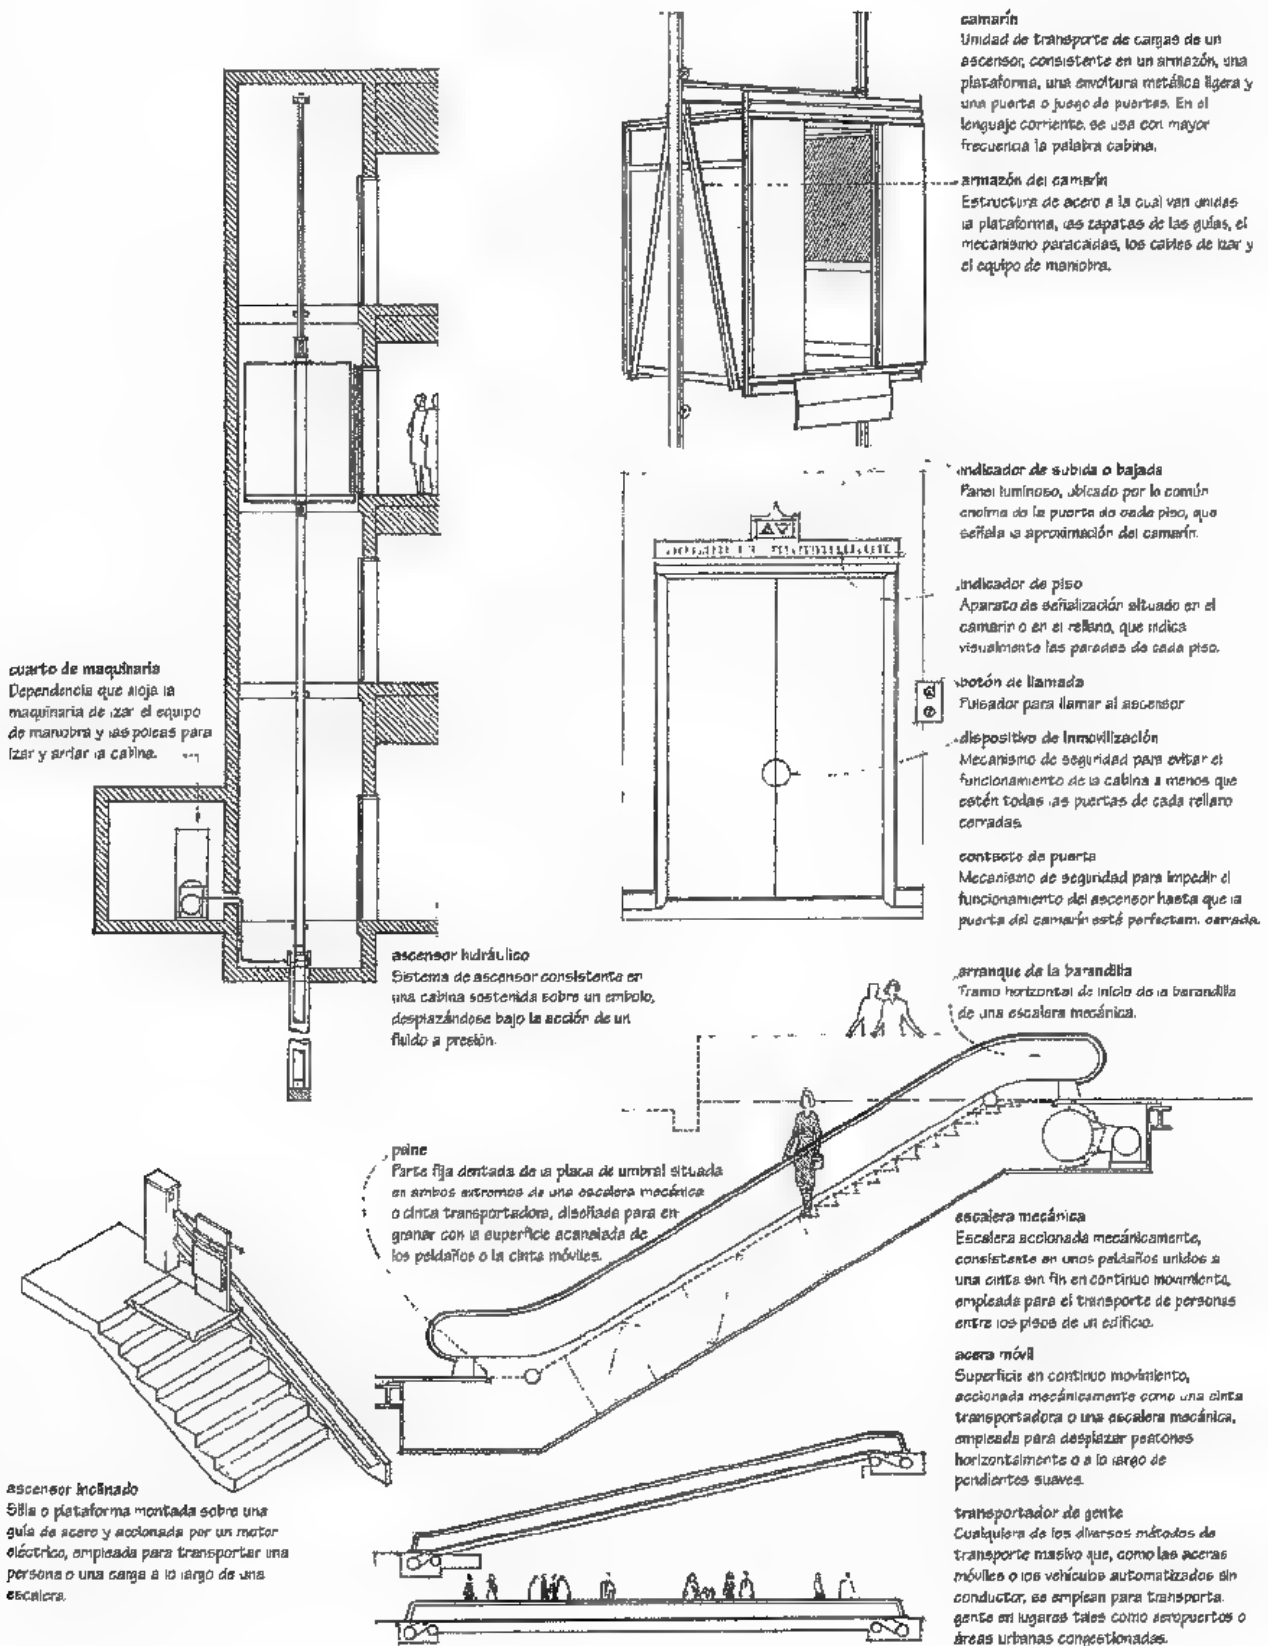 camarín
Unidad de transporte de cargas de un
ascensor, consistente en un armazón, una
plataforma, una envoltura metálica ligera y
una puerta o juego de puertas. En el
lenguaje corriente, se usa con mayor
frecuencia la palabra cabina.
armazón del camarín
Estructura de acero a la cual van unidas
la plataforma, las zapatas de las guías, el
mecanismo paracaídas, los cables de izar y
el equipo de maniobra.
indicador de subida o bajada
Panel luminoso, ubicado por lo común
encima de la puerta de cada piso, que
señala la aproximación del camarín.
indicador de piso
Aparato de señalización situado en el
camarín o en el rellano, que indica
visualmente las paradas de cada piso.
botón de llamada
Pulsador para llamar al ascensor
dispositivo de inmovilización
Mecanismo de seguridad para evitar el
funcionamiento de la cabina a menos que
estén todas las puertas de cada rellano
cerradas.
contacto de puerta
Mecanismo de seguridad para impedir el
funcionamiento del ascensor hasta que la
puerta del camarín esté perfectam. cerrada.
cuarto de maquinaria
Dependencia que aloja la
maquinaria de izar el equipo
de maniobra y las poleas para
izar y arriar la cabina.
ascensor hidráulico
Sistema de ascensor consistente en
una cabina sostenida sobre un émbolo,
desplazándose bajo la acción de un
fluido a presión.
arranque de la barandilla
Tramo horizontal de inicio de la barandilla
de una escalera mecánica.
peine
Parte fija dentada de la placa de umbral situada
en ambos extremos de una escalera mecánica
o cinta transportadora, diseñada para en-
granar con la superficie acanalada de
los peldaños o la cinta móviles.
escalera mecánica
Escalera accionada mecánicamente,
consistente en unos peldaños unidos a
una cinta sin fin en continuo movimiento,
empleada para el transporte de personas
entre los pisos de un edificio.
acera móvil
Superficie en continuo movimiento,
accionada mecánicamente como una cinta
transportadora o una escalera mecánica,
empleada para desplazar peatones
horizontalmente o a lo largo de
pendientes suaves.
transportador de gente
Cualquiera de los diversos métodos de
transporte masivo que, como las aceras
móviles o los vehículos automatizados sin
conductor, se emplean para transporta.
gente en lugares tales como aeropuertos o
áreas urbanas congestionadas.
ascensor inclinado
Silla o plataforma montada sobre una
guía de acero y accionada por un motor
eléctrico, empleada para transportar una
persona o una carga a lo largo de una
escalera.